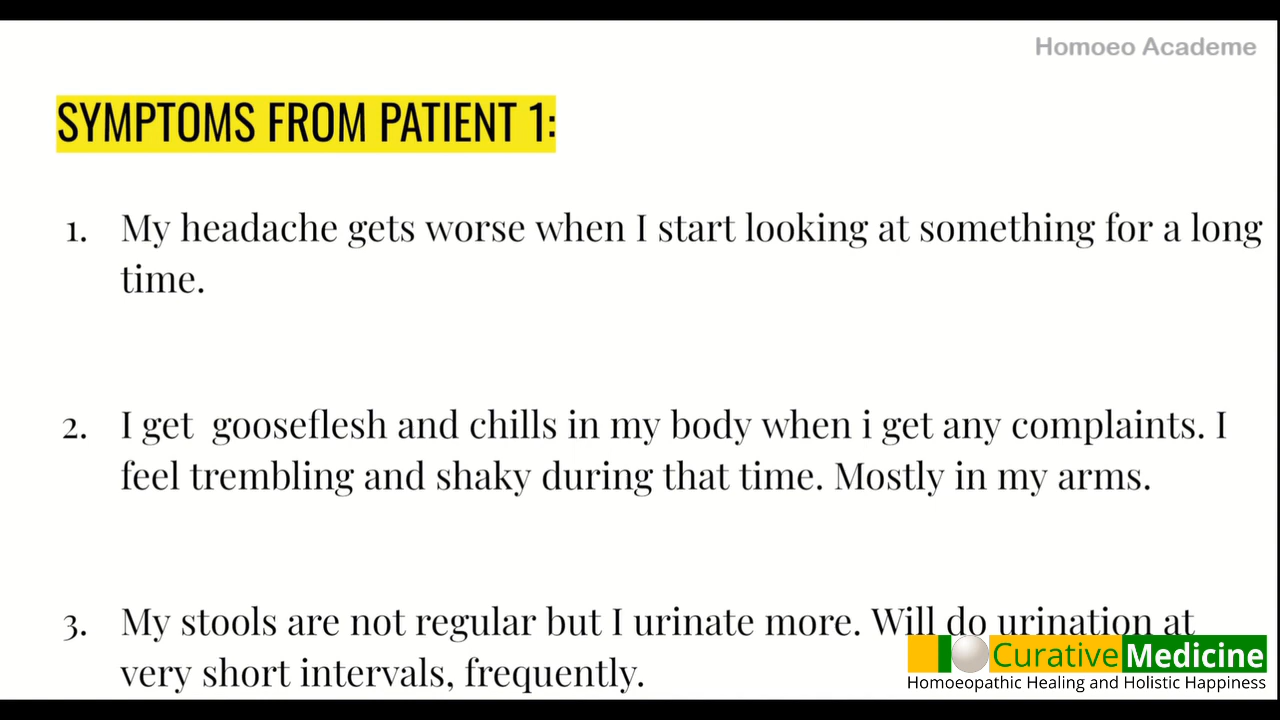 Homoeo Academe
SYMPTOMS FROM PATIENT 1:
1. My headache gets worse when I start looking at something for a long
time.
2. I get gooseflesh and chills in my body when i get any complaints. I
feel trembling and shaky during that time. Mostly in my arms.
3. My stools are not regular but I urinate more. Will do urination at
very short intervals, frequently.
Curative Medicine
Homoeopathic Healing and Holistic Happiness